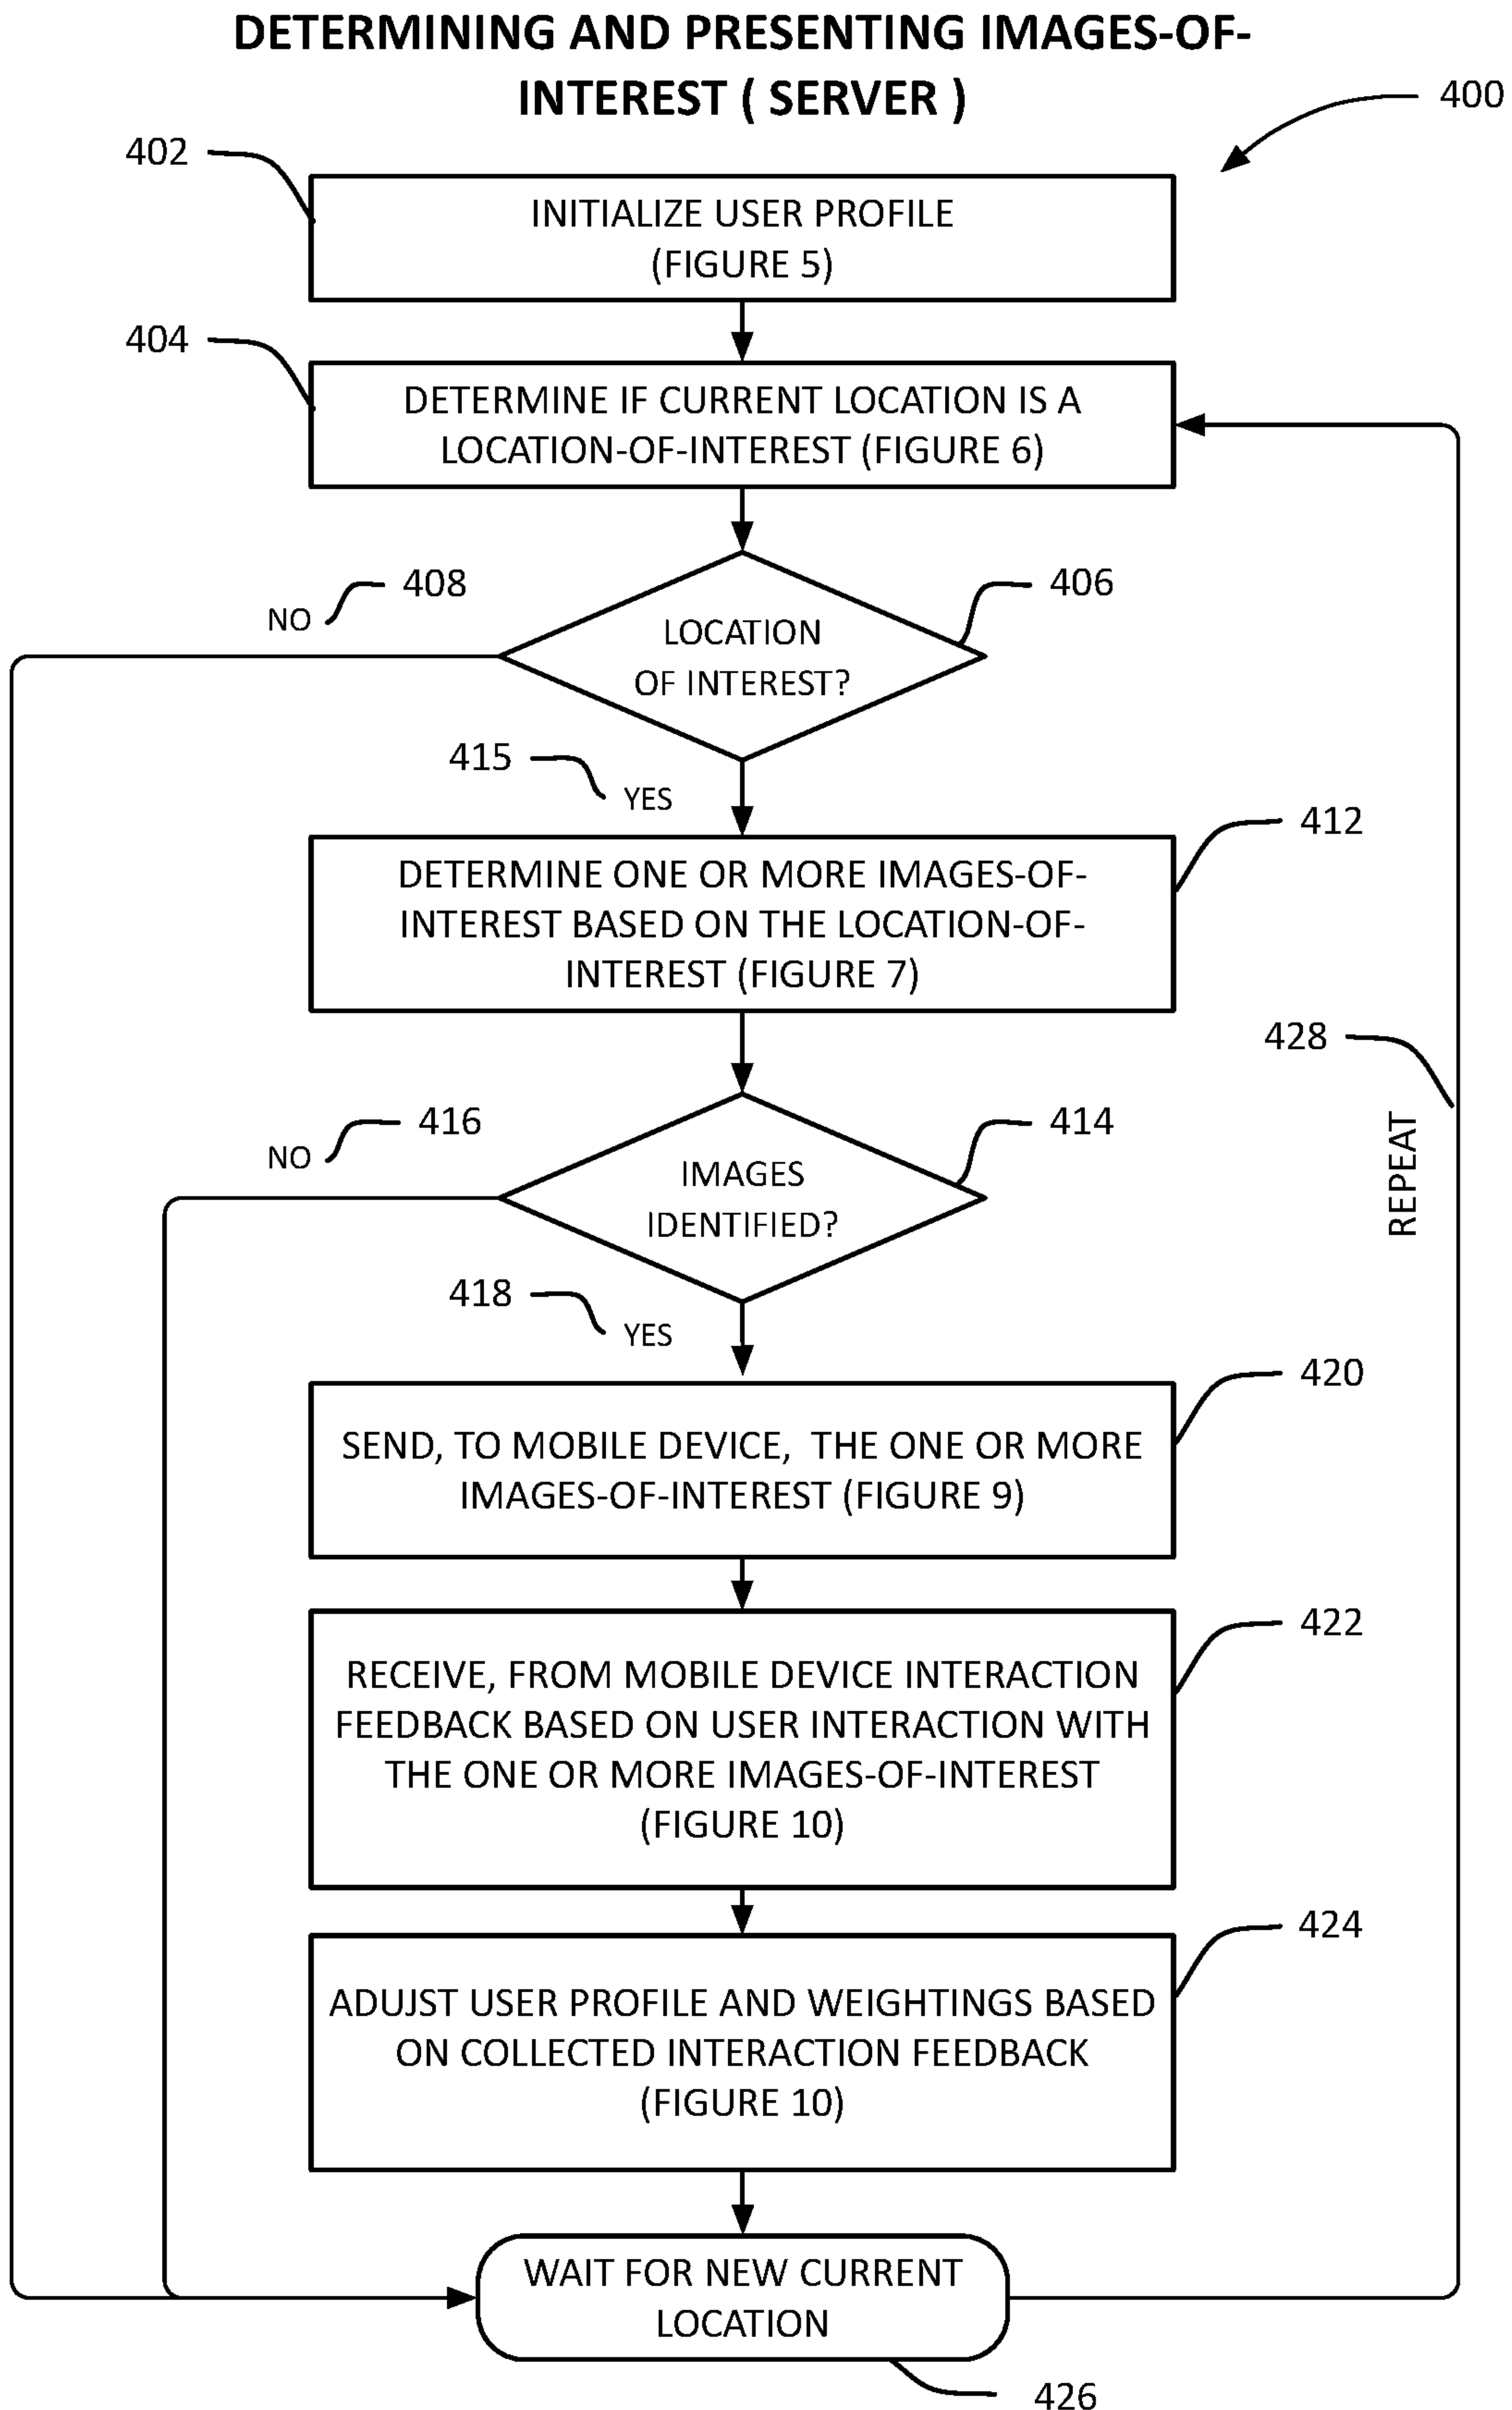 DETERMINING AND PRESENTING IMAGES-OF-
INTEREST ( SERVER )
400
402
INITIALIZE USER PROFILE
(FIGURE 5)
404
DETERMINE IF CURRENT LOCATION IS A
LOCATION-OF-INTEREST (FIGURE 6)
408
406
NO
LOCATION
OF INTEREST?
415
YES
412
DETERMINE ONE OR MORE IMAGES-OF-
INTEREST BASED ON THE LOCATION-OF-
INTEREST (FIGURE 7)
428
REPEAT
416
414
NO
IMAGES
IDENTIFIED?
418
YES
420
SEND, TO MOBILE DEVICE, THE ONE OR MORE
IMAGES-OF-INTEREST (FIGURE 9)
422
RECEIVE, FROM MOBILE DEVICE INTERACTION
FEEDBACK BASED ON USER INTERACTION WITH
THE ONE OR MORE IMAGES-OF-INTEREST
(FIGURE 10)
424
ADUJST USER PROFILE AND WEIGHTINGS BASED
ON COLLECTED INTERACTION FEEDBACK
(FIGURE 10)
WAIT FOR NEW CURRENT
LOCATION
426